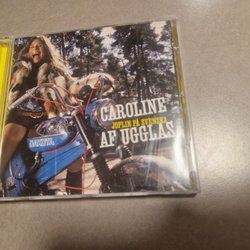 CAROLINE
JOPLIN PÅ SVENSKA
AF UGGLAS